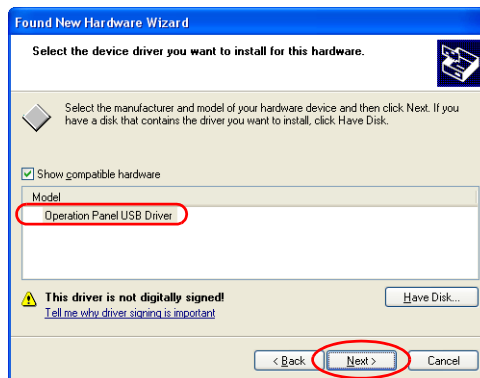 Found New Hardware Wizard
Select the device driver you want to install for this hardware.
Select the manufacturer and model of your hardware device and then click Next. If you
have a disk that contains the driver you want to install, click Have Disk.
Show compatible hardware
Model
Operation Panel USB Driver
This driver is not digitally signed!
Tell me why driver signing is important
Have Disk...
< Back
Next >
Cancel